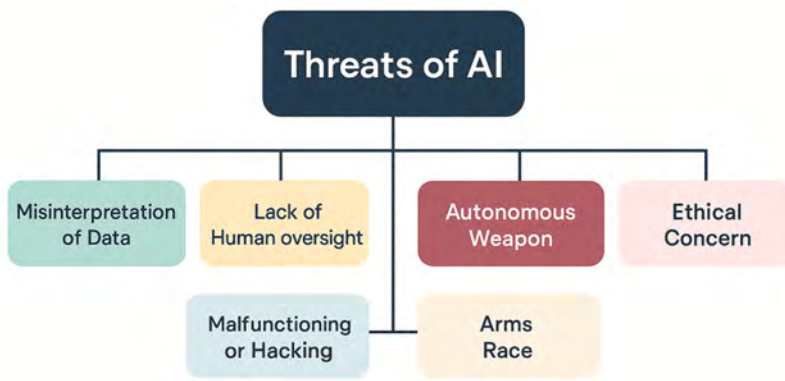 Threats of AI
Misinterpretation
of Data
Lack of
Human oversight
Autonomous
Weapon
Ethical
Concern
Malfunctioning
or Hacking
Arms
Race